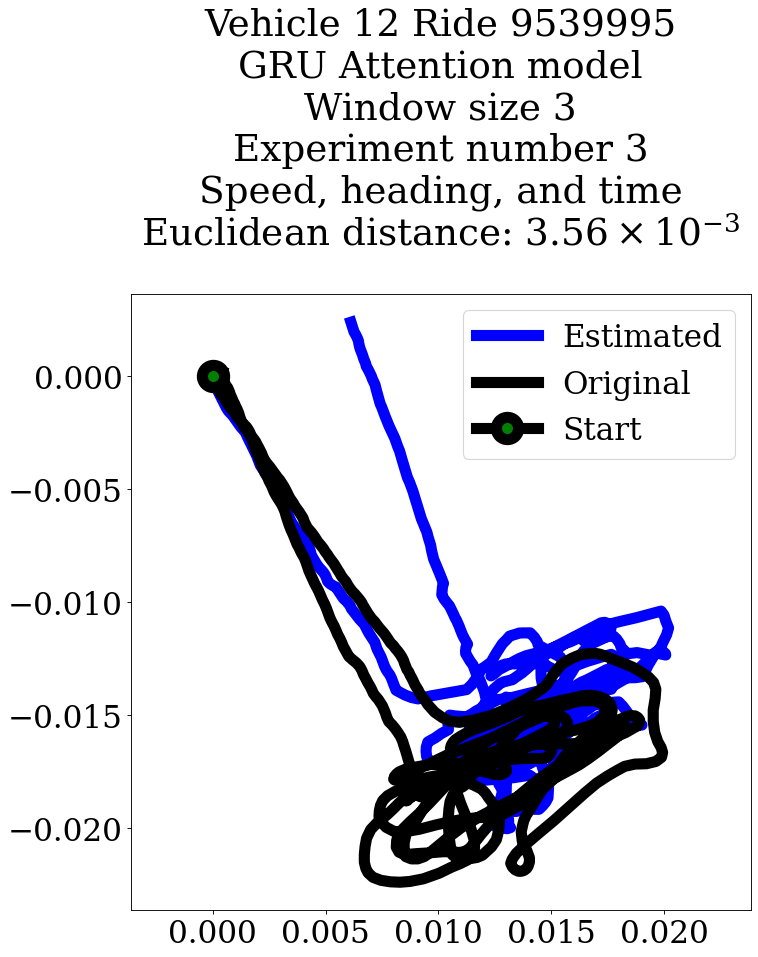 Vehicle 12 Ride 9539995
GRU Attention model
Window size 3
Experiment number 3
Speed, heading, and time
Euclidean distance: 3.56 × 10⁻³
Estimated
Original
Start
0.000
−0.005
−0.010
−0.015
−0.020
0.000 0.005 0.010 0.015 0.020